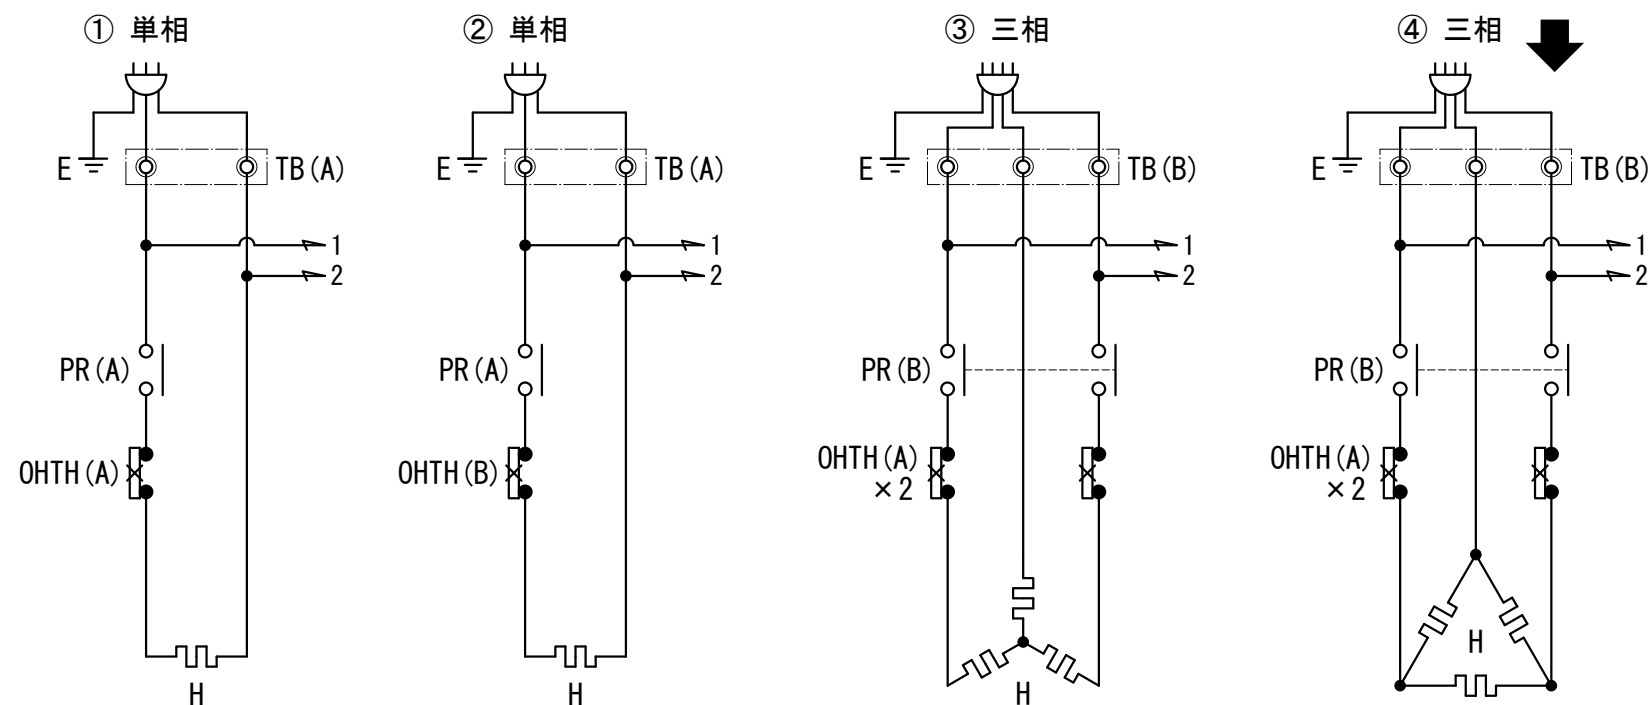 ① 単相
② 単相
③ 三相
④ 三相
E
TB(A)
E
TB(A)
E
TB(B)
E
TB(B)
1
1
1
1
2
2
2
2
PR(A)
PR(A)
PR(B)
PR(B)
OHTH(A)
OHTH(B)
OHTH(A)
×2
OHTH(A)
×2
H
H
H
H